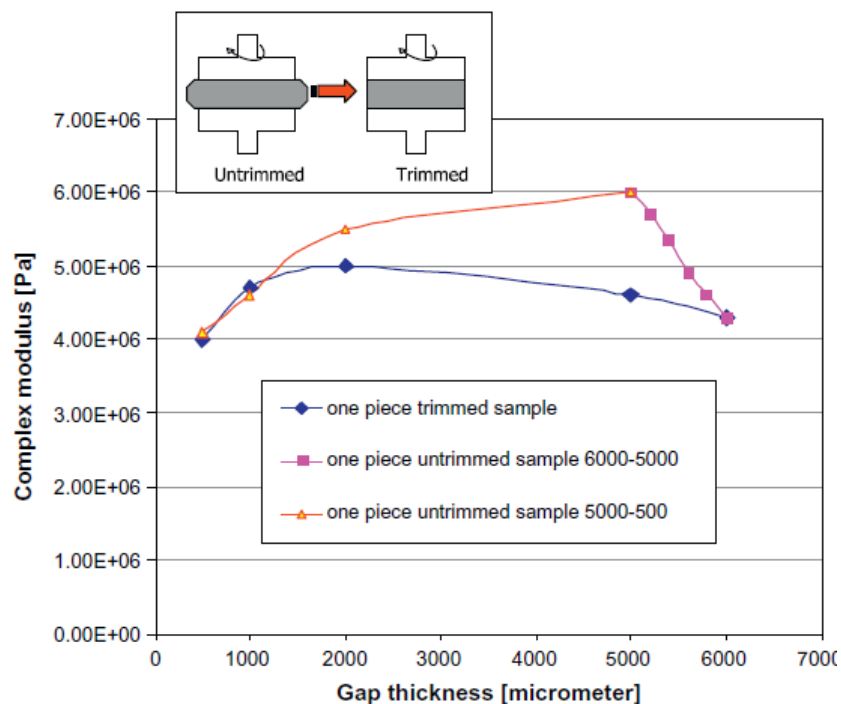 Untrimmed Trimmed
7.00E+06
6.00E+06
5.00E+06
4.00E+06
3.00E+06
2.00E+06
1.00E+06
0.00E+00
Complex modulus [Pa]
one piece trimmed sample
one piece untrimmed sample 6000-5000
one piece untrimmed sample 5000-500
0 1000 2000 3000 4000 5000 6000 7000
Gap thickness [micrometer]